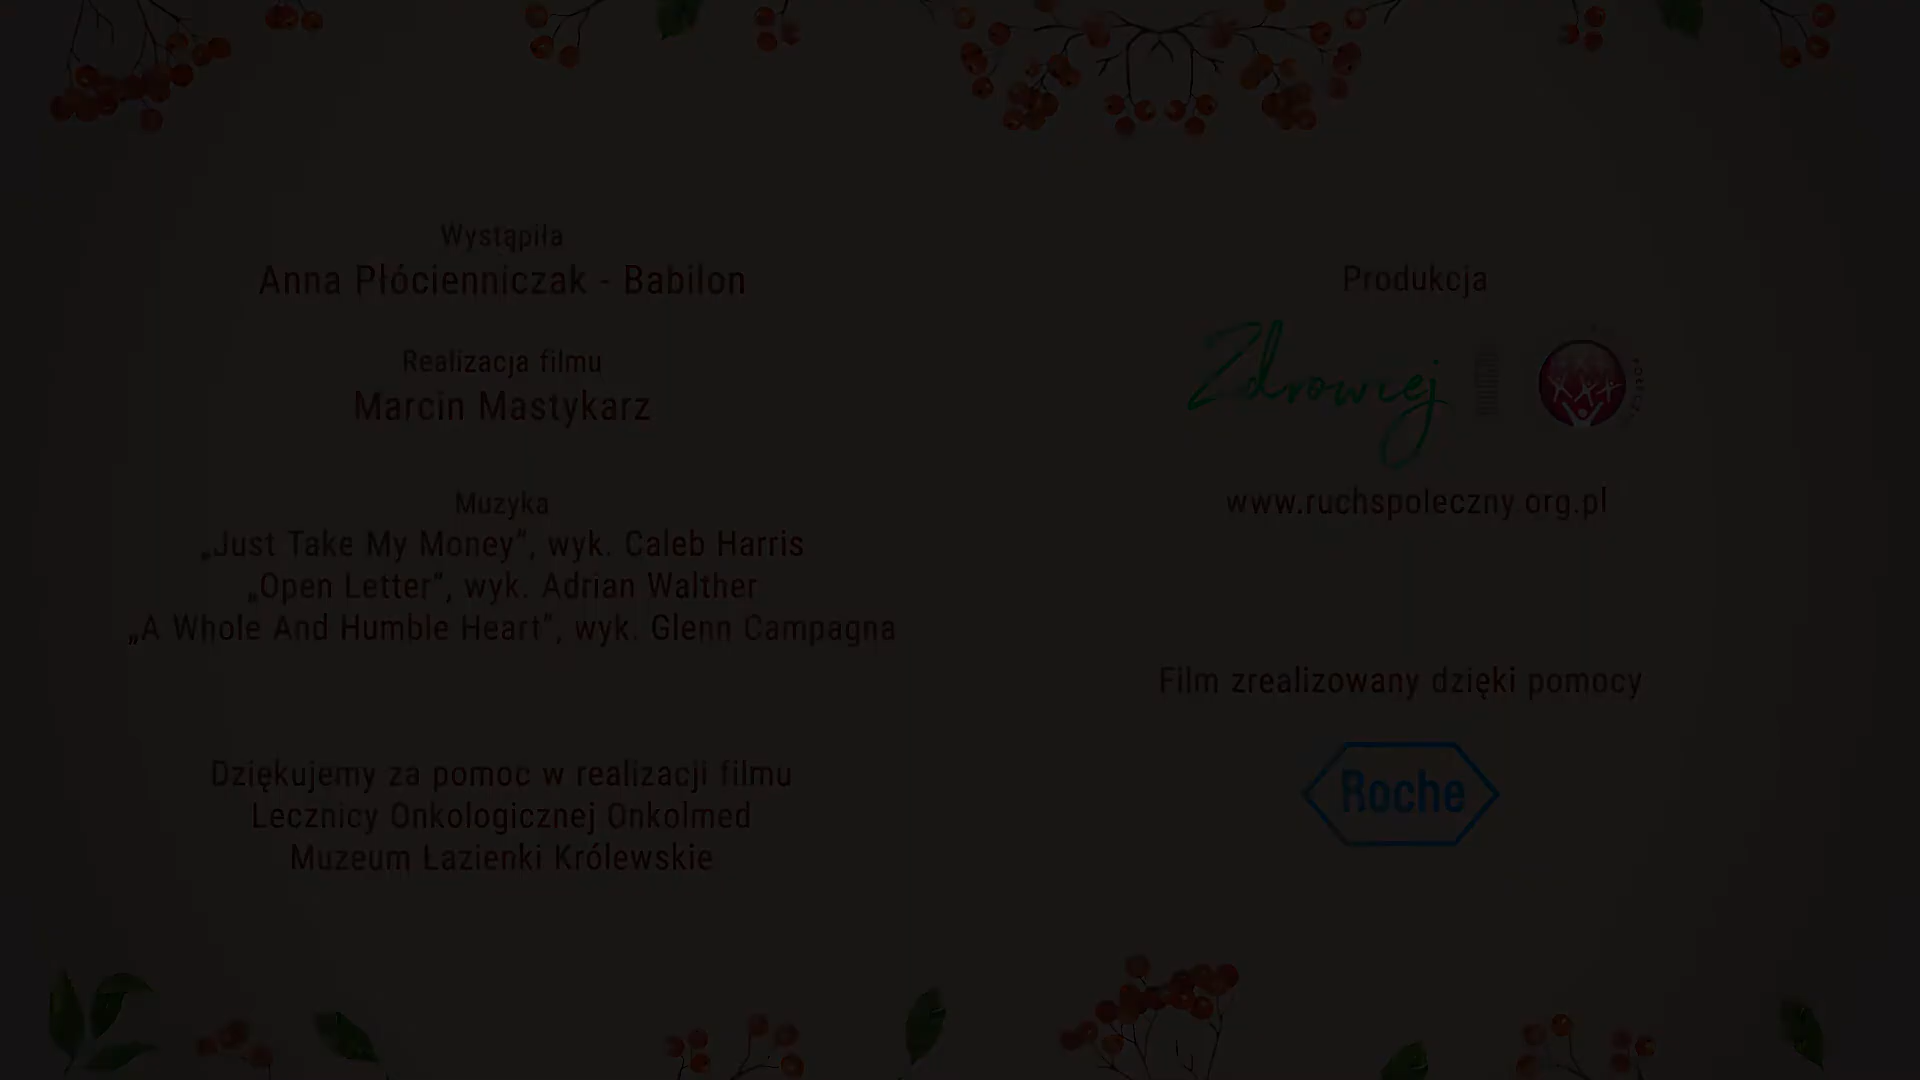 Wystąpiła
Anna Płócienniczak - Babilon
Realizacja filmu
Marcin Mastykarz
Muzyka
„Just Take My Money”, wyk. Caleb Harris
„Open Letter”, wyk. Adrian Walther
„A Whole And Humble Heart”, wyk. Glenn Campagna
Dziękujemy za pomoc w realizacji filmu
Lecznicy Onkologicznej Onkolmed
Muzeum Łazienki Królewskie
Produkcja
Zdrowiej
www.ruchspoleczny.org.pl
Film zrealizowany dzięki pomocy
Roche